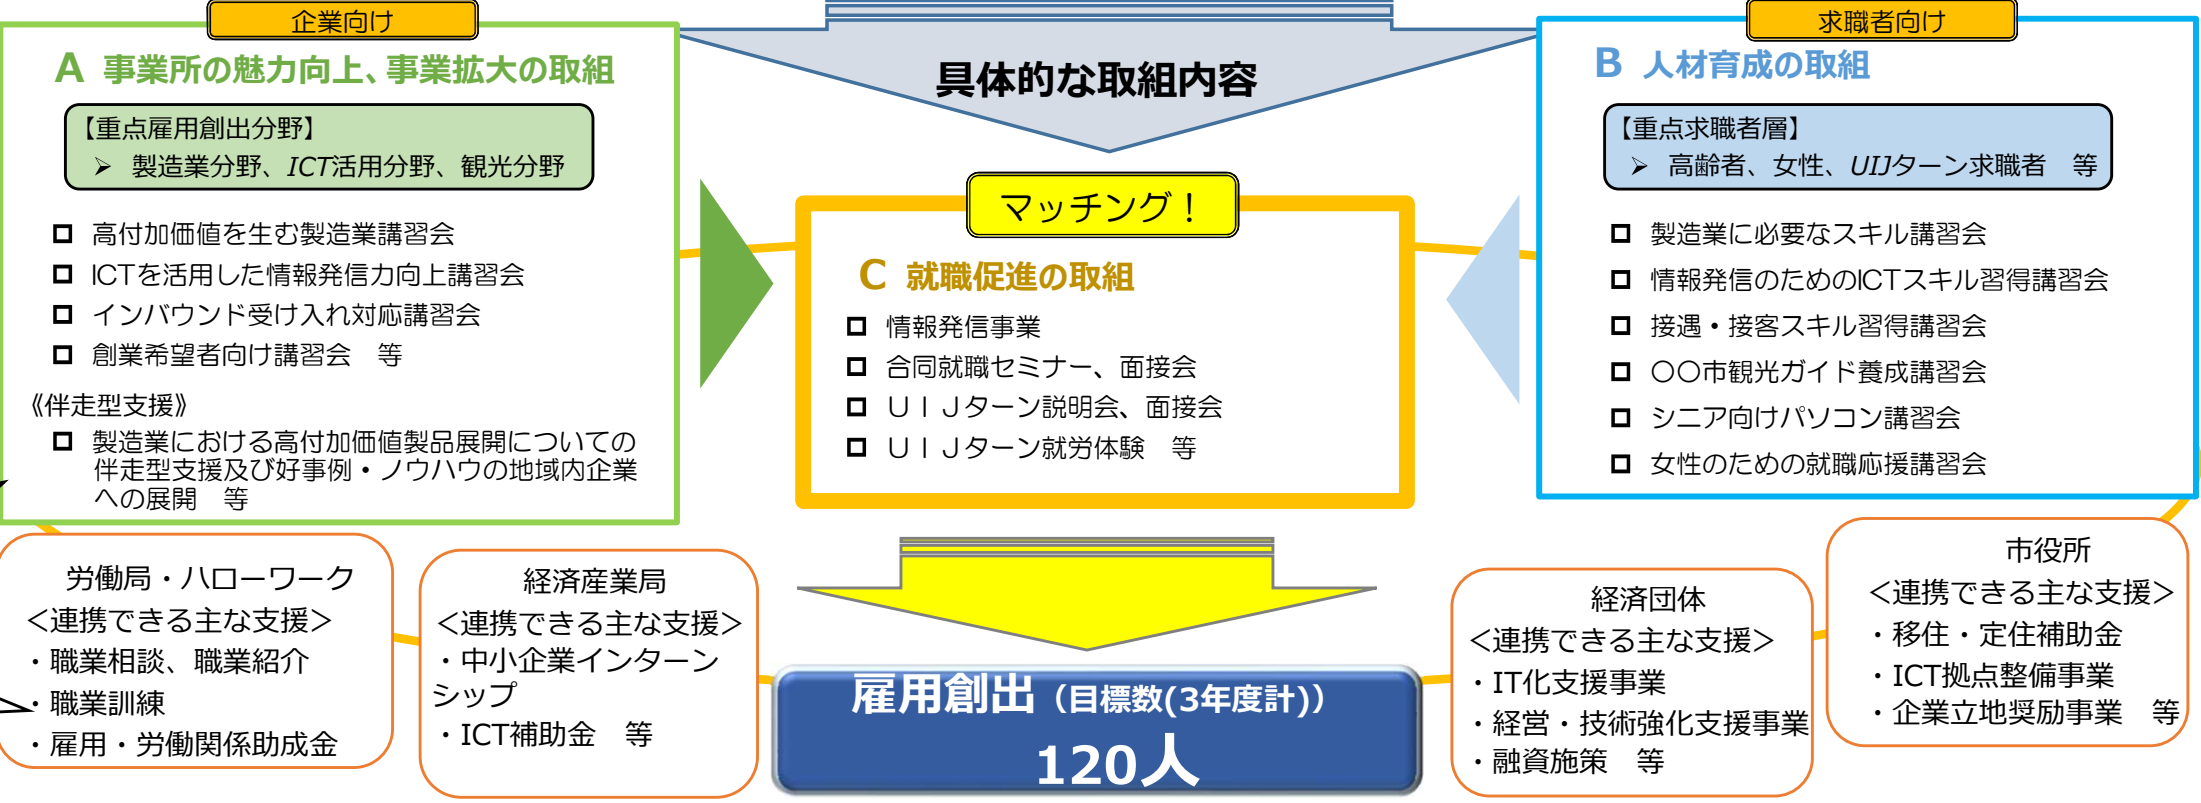 企業向け
A 事業所の魅力向上、事業拡大の取組
【重点雇用創出分野】
➢ 製造業分野、ICT活用分野、観光分野
□ 高付加価値を生む製造業講習会
□ ICTを活用した情報発信力向上講習会
□ インバウンド受け入れ対応講習会
□ 創業希望者向け講習会　等
《伴走型支援》
□ 製造業における高付加価値製品展開についての
伴走型支援及び好事例・ノウハウの地域内企業
への展開　等
具体的な取組内容
マッチング！
C 就職促進の取組
□ 情報発信事業
□ 合同就職セミナー、面接会
□ ＵＩＪターン説明会、面接会
□ ＵＩＪターン就労体験　等
求職者向け
B 人材育成の取組
【重点求職者層】
➢ 高齢者、女性、UIJターン求職者　等
□ 製造業に必要なスキル講習会
□ 情報発信のためのICTスキル習得講習会
□ 接遇・接客スキル習得講習会
□ 〇〇市観光ガイド養成講習会
□ シニア向けパソコン講習会
□ 女性のための就職応援講習会
労働局・ハローワーク
＜連携できる主な支援＞
・職業相談、職業紹介
・職業訓練
・雇用・労働関係助成金
経済産業局
＜連携できる主な支援＞
・中小企業インターン
シップ
・ICT補助金　等
雇用創出（目標数(3年度計)）
120人
経済団体
＜連携できる主な支援＞
・IT化支援事業
・経営・技術強化支援事業
・融資施策　等
市役所
＜連携できる主な支援＞
・移住・定住補助金
・ICT拠点整備事業
・企業立地奨励事業　等